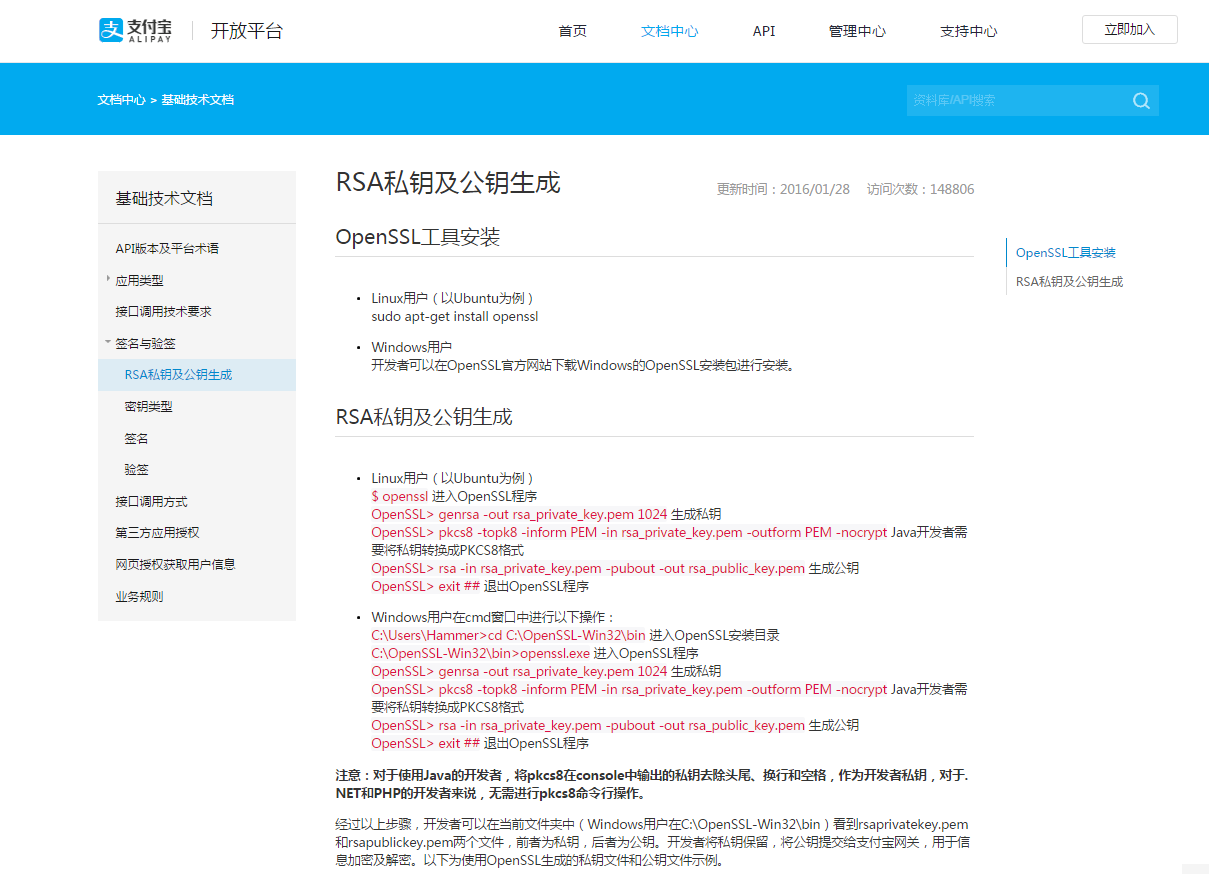 支付宝
ALIPAY
开放平台
首页
文档中心
API
管理中心
支持中心
立即加入
文档中心 > 基础技术文档
资料库/API搜索
基础技术文档
API版本及平台术语
应用类型
接口调用技术要求
签名与验签
RSA私钥及公钥生成
密钥类型
签名
验签
接口调用方式
第三方应用授权
网页授权获取用户信息
业务规则
RSA私钥及公钥生成
更新时间：2016/01/28 访问次数：148806
OpenSSL工具安装
• Linux用户（以Ubuntu为例）
sudo apt-get install openssl
• Windows用户
开发者可以在OpenSSL官方网站下载Windows的OpenSSL安装包进行安装。
RSA私钥及公钥生成
• Linux用户（以Ubuntu为例）
$ openssl 进入OpenSSL程序
OpenSSL> genrsa -out rsa_private_key.pem 1024 生成私钥
OpenSSL> pkcs8 -topk8 -inform PEM -in rsa_private_key.pem -outform PEM -nocrypt Java开发者需
要将私钥转换成PKCS8格式
OpenSSL> rsa -in rsa_private_key.pem -pubout -out rsa_public_key.pem 生成公钥
OpenSSL> exit ## 退出OpenSSL程序
• Windows用户在cmd窗口中进行以下操作：
C:\Users\Hammer>cd C:\OpenSSL-Win32\bin 进入OpenSSL安装目录
C:\OpenSSL-Win32\bin>openssl.exe 进入OpenSSL程序
OpenSSL> genrsa -out rsa_private_key.pem 1024 生成私钥
OpenSSL> pkcs8 -topk8 -inform PEM -in rsa_private_key.pem -outform PEM -nocrypt Java开发者需
要将私钥转换成PKCS8格式
OpenSSL> rsa -in rsa_private_key.pem -pubout -out rsa_public_key.pem 生成公钥
OpenSSL> exit ## 退出OpenSSL程序
注意：对于使用Java的开发者，将pkcs8在console中输出的私钥去除头尾、换行和空格，作为开发者私钥，对于.
NET和PHP的开发者来说，无需进行pkcs8命令行操作。
经过以上步骤，开发者可以在当前文件夹中（Windows用户在C:\OpenSSL-Win32\bin）看到rsaprivatekey.pem
和rsapublickey.pem两个文件，前者为私钥，后者为公钥。开发者将私钥保留，将公钥提交给支付宝网关，用于信
息加密及解密。以下为使用OpenSSL生成的私钥文件和公钥文件示例。
OpenSSL工具安装
RSA私钥及公钥生成